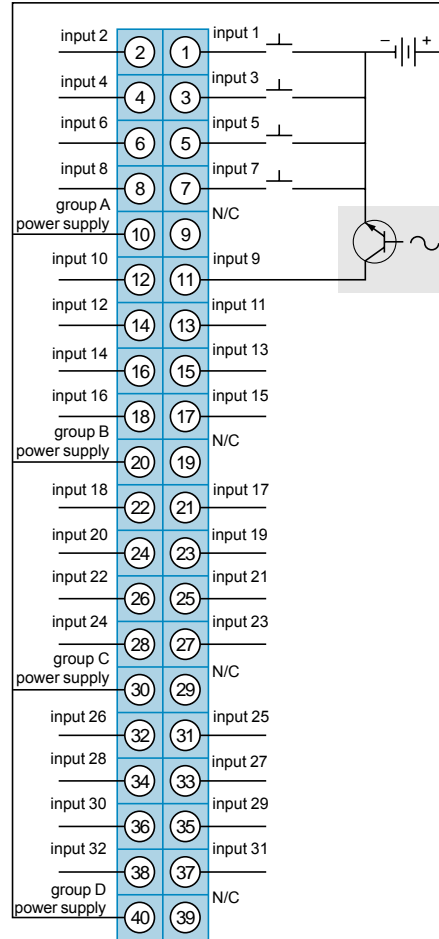 input 2 2 1 input 1 − +
input 4 4 3 input 3
input 6 6 5 input 5
input 8 8 7 input 7
group A
power supply 10 9 N/C
input 10 12 11 input 9
input 12 14 13 input 11
input 14 16 15 input 13
input 16 18 17 input 15
group B
power supply 20 19 N/C
input 18 22 21 input 17
input 20 24 23 input 19
input 22 26 25 input 21
input 24 28 27 input 23
group C
power supply 30 29 N/C
input 26 32 31 input 25
input 28 34 33 input 27
input 30 36 35 input 29
input 32 38 37 input 31
group D
power supply 40 39 N/C